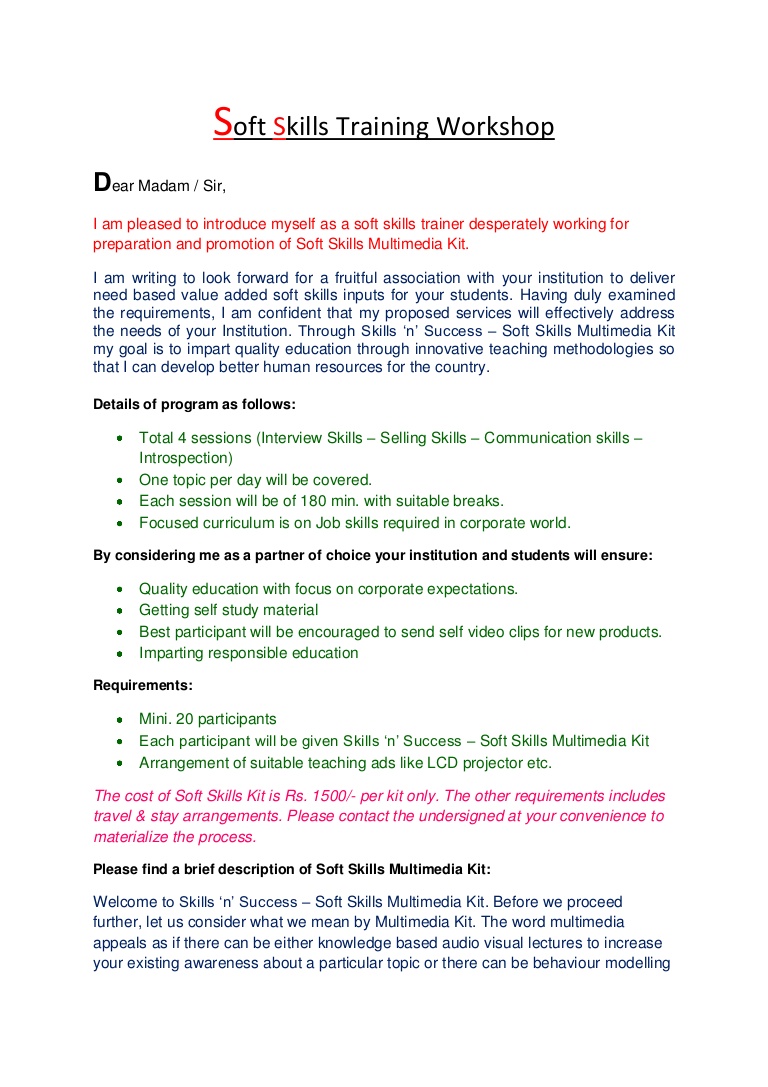 Soft Skills Training Workshop
Dear Madam / Sir,
I am pleased to introduce myself as a soft skills trainer desperately working for
preparation and promotion of Soft Skills Multimedia Kit.
I am writing to look forward for a fruitful association with your institution to deliver
need based value added soft skills inputs for your students. Having duly examined
the requirements, I am confident that my proposed services will effectively address
the needs of your Institution. Through Skills ‘n’ Success – Soft Skills Multimedia Kit
my goal is to impart quality education through innovative teaching methodologies so
that I can develop better human resources for the country.
Details of program as follows:
• Total 4 sessions (Interview Skills – Selling Skills – Communication skills –
Introspection)
• One topic per day will be covered.
• Each session will be of 180 min. with suitable breaks.
• Focused curriculum is on Job skills required in corporate world.
By considering me as a partner of choice your institution and students will ensure:
• Quality education with focus on corporate expectations.
• Getting self study material
• Best participant will be encouraged to send self video clips for new products.
• Imparting responsible education
Requirements:
• Mini. 20 participants
• Each participant will be given Skills ‘n’ Success – Soft Skills Multimedia Kit
• Arrangement of suitable teaching ads like LCD projector etc.
The cost of Soft Skills Kit is Rs. 1500/- per kit only. The other requirements includes
travel & stay arrangements. Please contact the undersigned at your convenience to
materialize the process.
Please find a brief description of Soft Skills Multimedia Kit:
Welcome to Skills ‘n’ Success – Soft Skills Multimedia Kit. Before we proceed
further, let us consider what we mean by Multimedia Kit. The word multimedia
appeals as if there can be either knowledge based audio visual lectures to increase
your existing awareness about a particular topic or there can be behaviour modelling